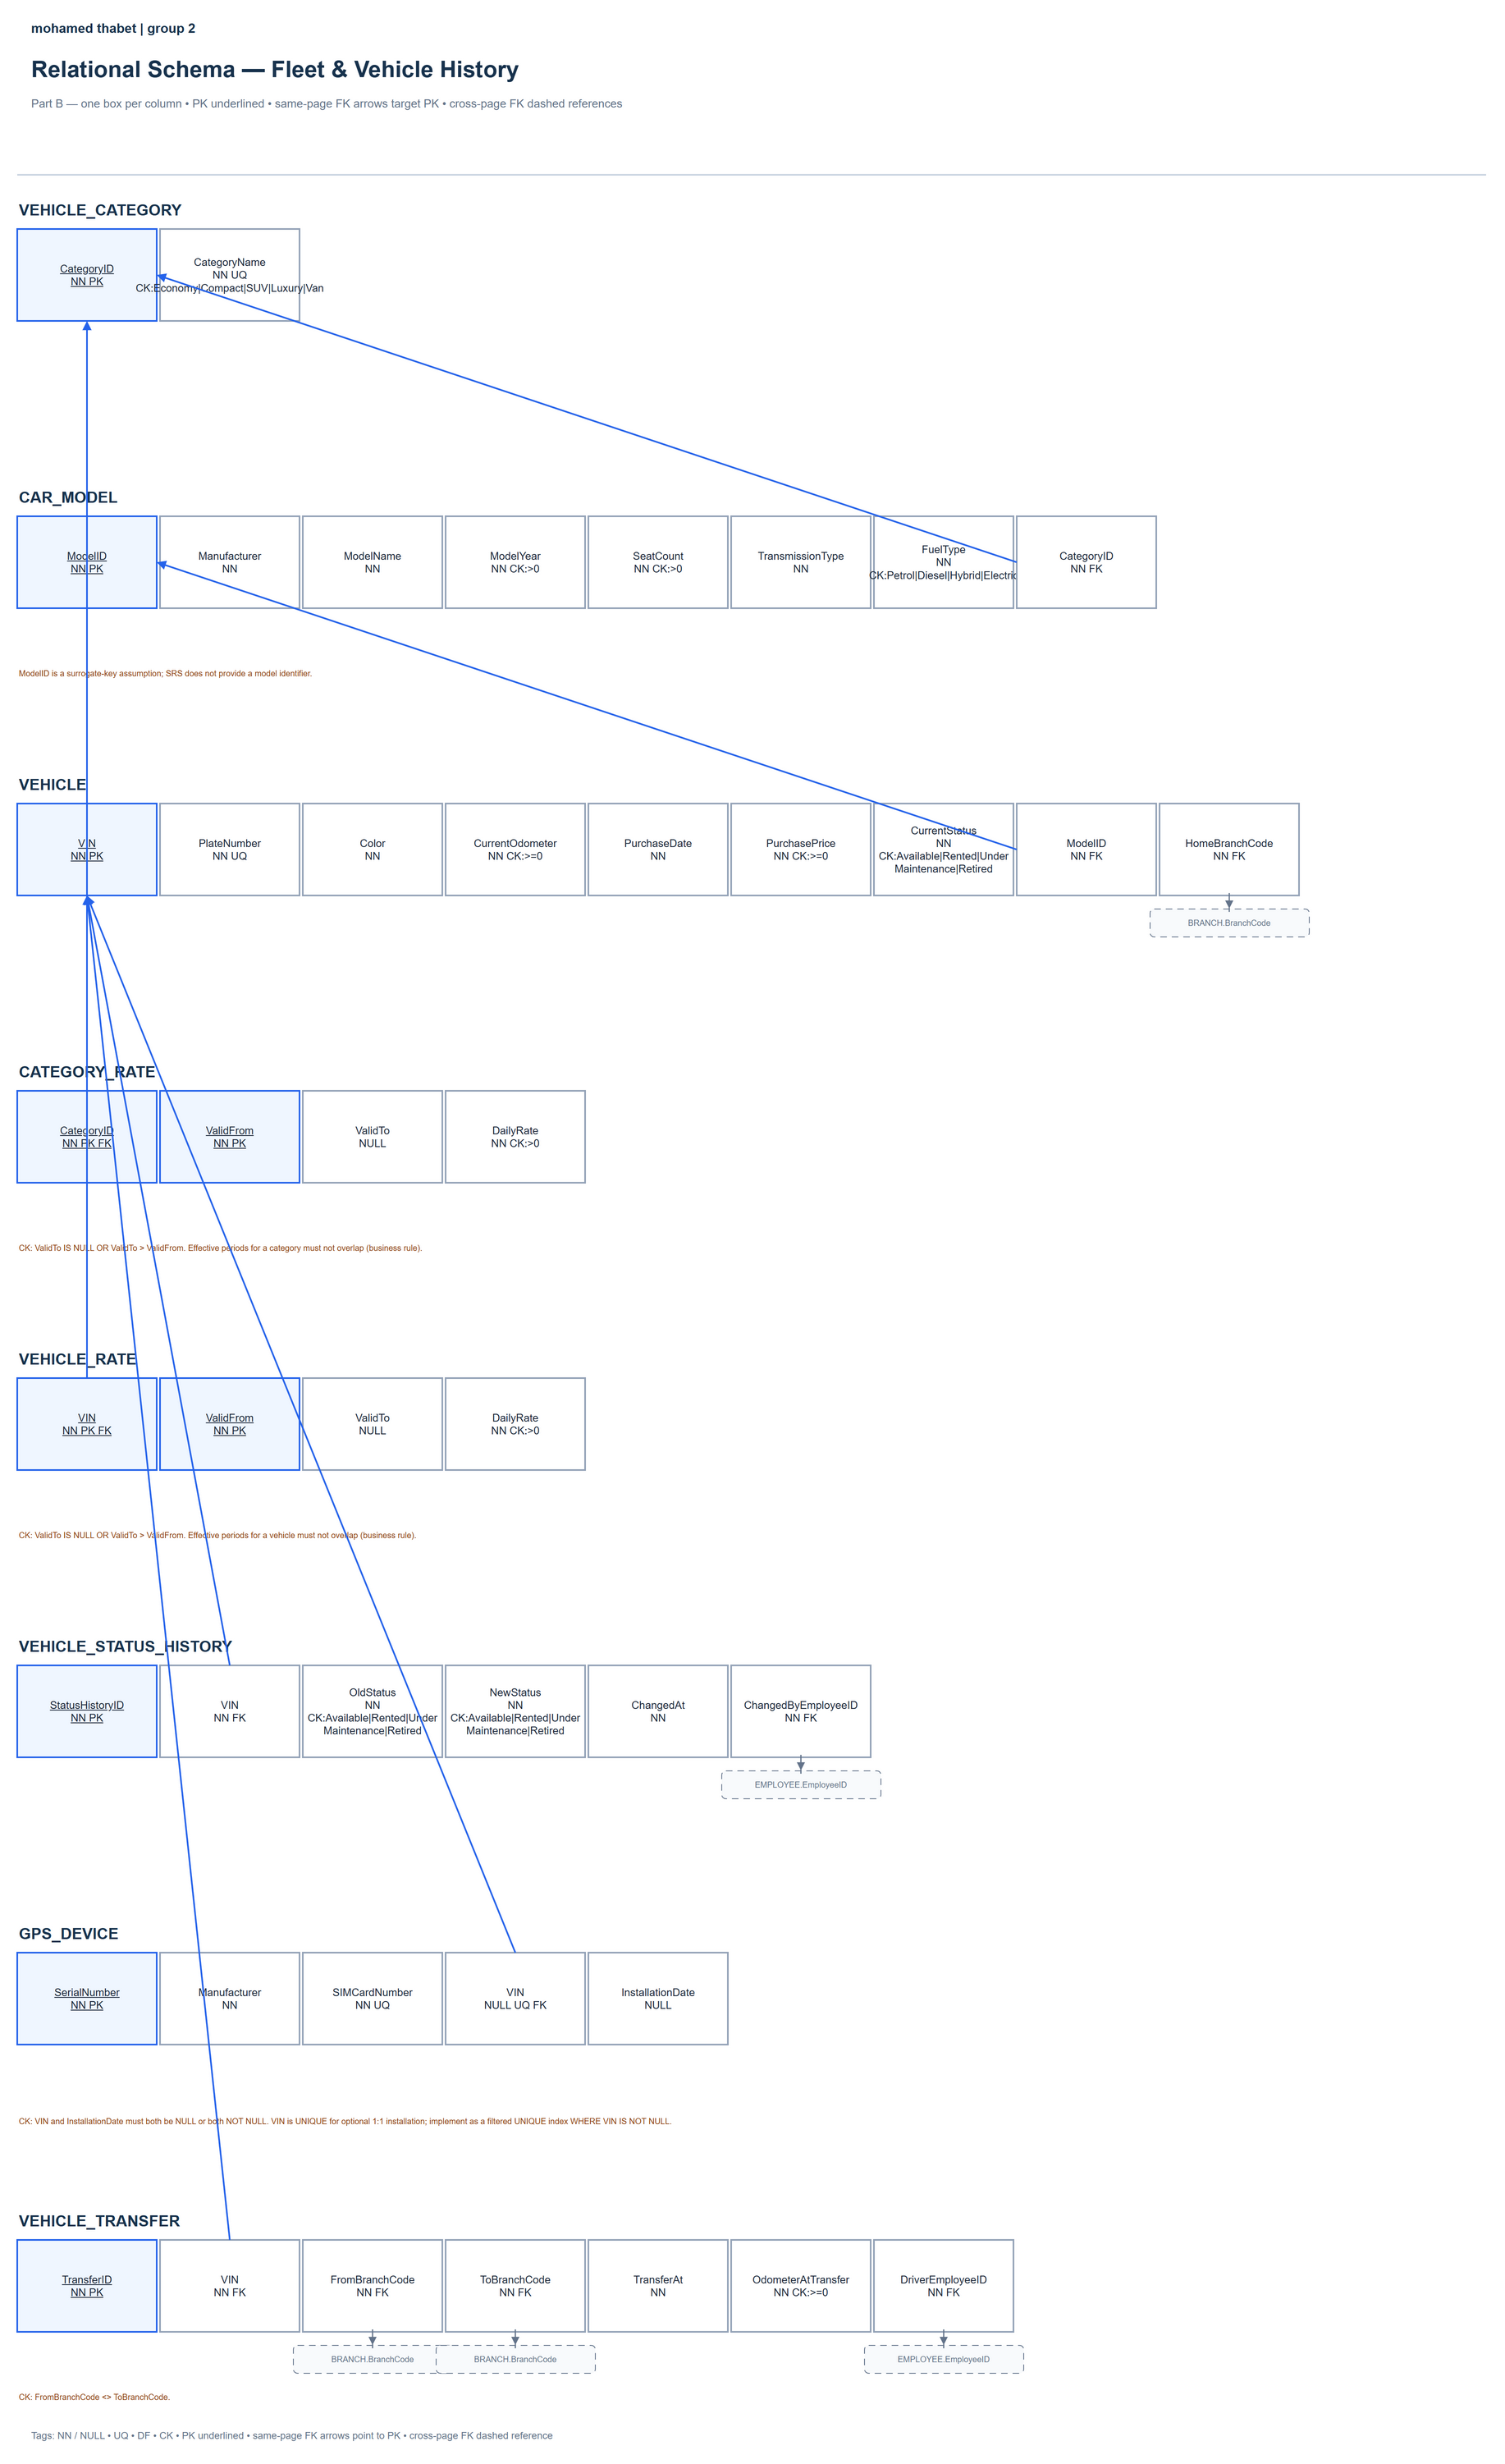 mohamed thabet | group 2
Relational Schema — Fleet & Vehicle History
Part B — one box per column • PK underlined • same-page FK arrows target PK • cross-page FK dashed references
VEHICLE_CATEGORY
CategoryID
NN PK
CategoryName
NN UQ
CK:Economy|Compact|SUV|Luxury|Van
CAR_MODEL
ModelID
NN PK
Manufacturer
NN
ModelName
NN
ModelYear
NN CK:>0
SeatCount
NN CK:>0
TransmissionType
NN
FuelType
NN
CK:Petrol|Diesel|Hybrid|Electric
CategoryID
NN FK
ModelID is a surrogate-key assumption; SRS does not provide a model identifier.
VEHICLE
VIN
NN PK
PlateNumber
NN UQ
Color
NN
CurrentOdometer
NN CK:>=0
PurchaseDate
NN
PurchasePrice
NN CK:>=0
CurrentStatus
NN
CK:Available|Rented|Under
Maintenance|Retired
ModelID
NN FK
HomeBranchCode
NN FK
BRANCH.BranchCode
CATEGORY_RATE
CategoryID
NN PK FK
ValidFrom
NN PK
ValidTo
NULL
DailyRate
NN CK:>0
CK: ValidTo IS NULL OR ValidTo > ValidFrom. Effective periods for a category must not overlap (business rule).
VEHICLE_RATE
VIN
NN PK FK
ValidFrom
NN PK
ValidTo
NULL
DailyRate
NN CK:>0
CK: ValidTo IS NULL OR ValidTo > ValidFrom. Effective periods for a vehicle must not overlap (business rule).
VEHICLE_STATUS_HISTORY
StatusHistoryID
NN PK
VIN
NN FK
OldStatus
NN
CK:Available|Rented|Under
Maintenance|Retired
NewStatus
NN
CK:Available|Rented|Under
Maintenance|Retired
ChangedAt
NN
ChangedByEmployeeID
NN FK
EMPLOYEE.EmployeeID
GPS_DEVICE
SerialNumber
NN PK
Manufacturer
NN
SIMCardNumber
NN UQ
VIN
NULL UQ FK
InstallationDate
NULL
CK: VIN and InstallationDate must both be NULL or both NOT NULL. VIN is UNIQUE for optional 1:1 installation; implement as a filtered UNIQUE index WHERE VIN IS NOT NULL.
VEHICLE_TRANSFER
TransferID
NN PK
VIN
NN FK
FromBranchCode
NN FK
ToBranchCode
NN FK
TransferAt
NN
OdometerAtTransfer
NN CK:>=0
DriverEmployeeID
NN FK
BRANCH.BranchCode
BRANCH.BranchCode
EMPLOYEE.EmployeeID
CK: FromBranchCode <> ToBranchCode.
Tags: NN / NULL • UQ • DF • CK • PK underlined • same-page FK arrows point to PK • cross-page FK dashed reference